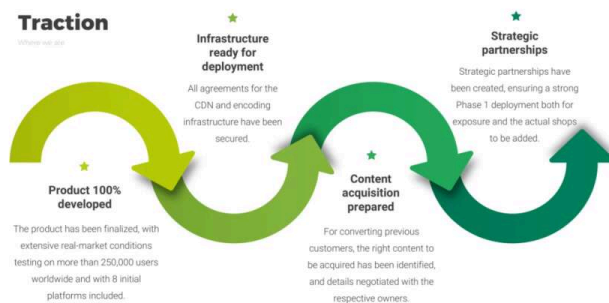 Traction
Where we are
Product 100%
developed
The product has been finalized, with
extensive real-market conditions
testing on more than 250,000 users
worldwide and with 8 initial
platforms included.
Infrastructure
ready for
deployment
All agreements for the
CDN and encoding
infrastructure have been
secured.
Content
acquisition
prepared
For converting previous
customers, the right content to
be acquired has been identified,
and details negotiated with the
respective owners.
Strategic
partnerships
Strategic partnerships have
been created, ensuring a strong
Phase 1 deployment both for
exposure and the actual shops
to be added.